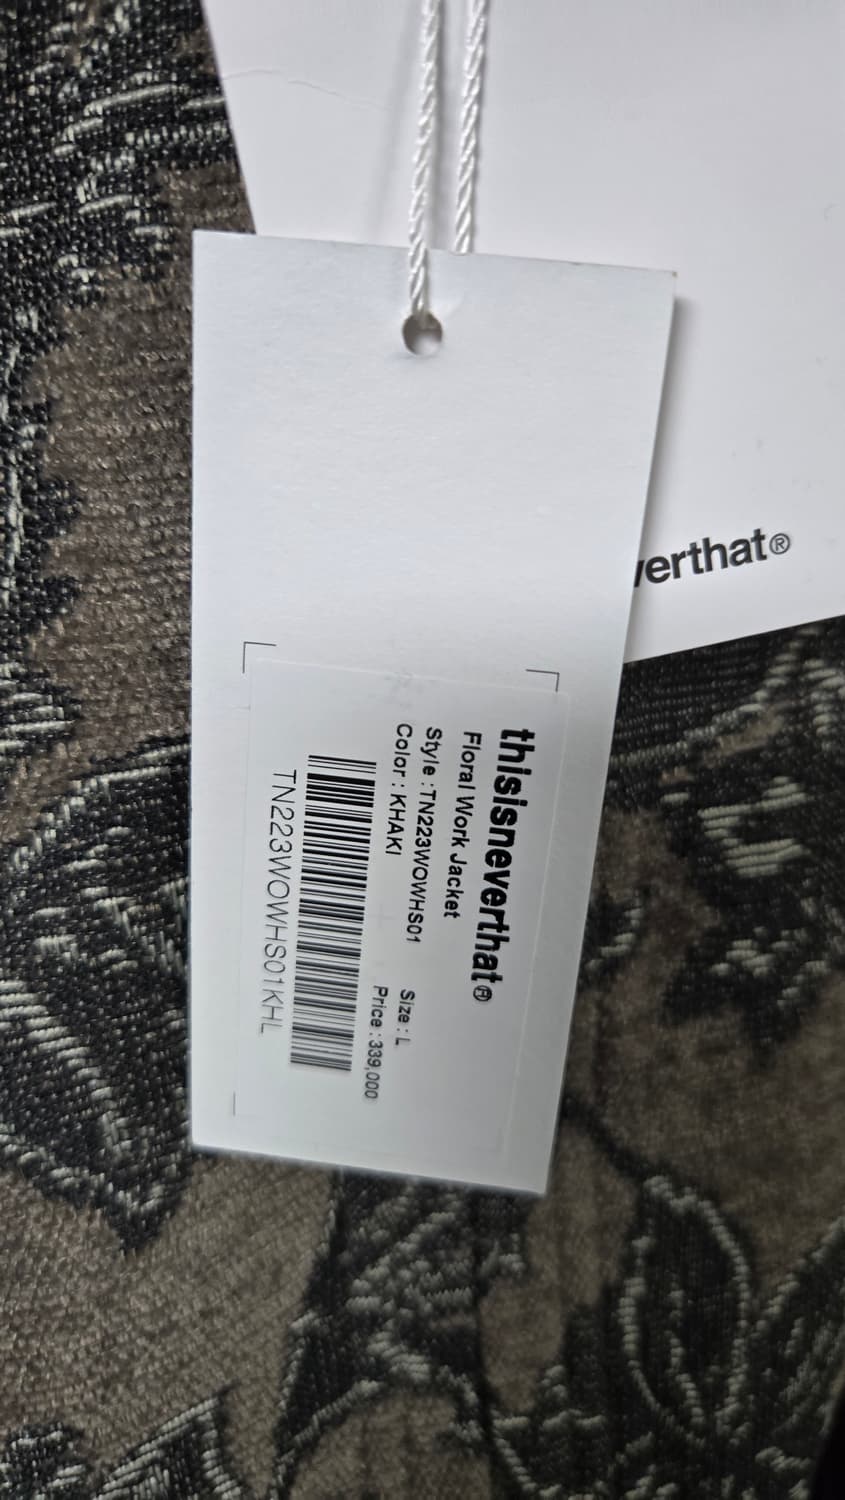 verthat®
thisisneverthat®
Floral Work Jacket
Style : TN223WOWHS01 Size : L
Color : KHAKI Price : 339,000
TN223WOWHS01KHL